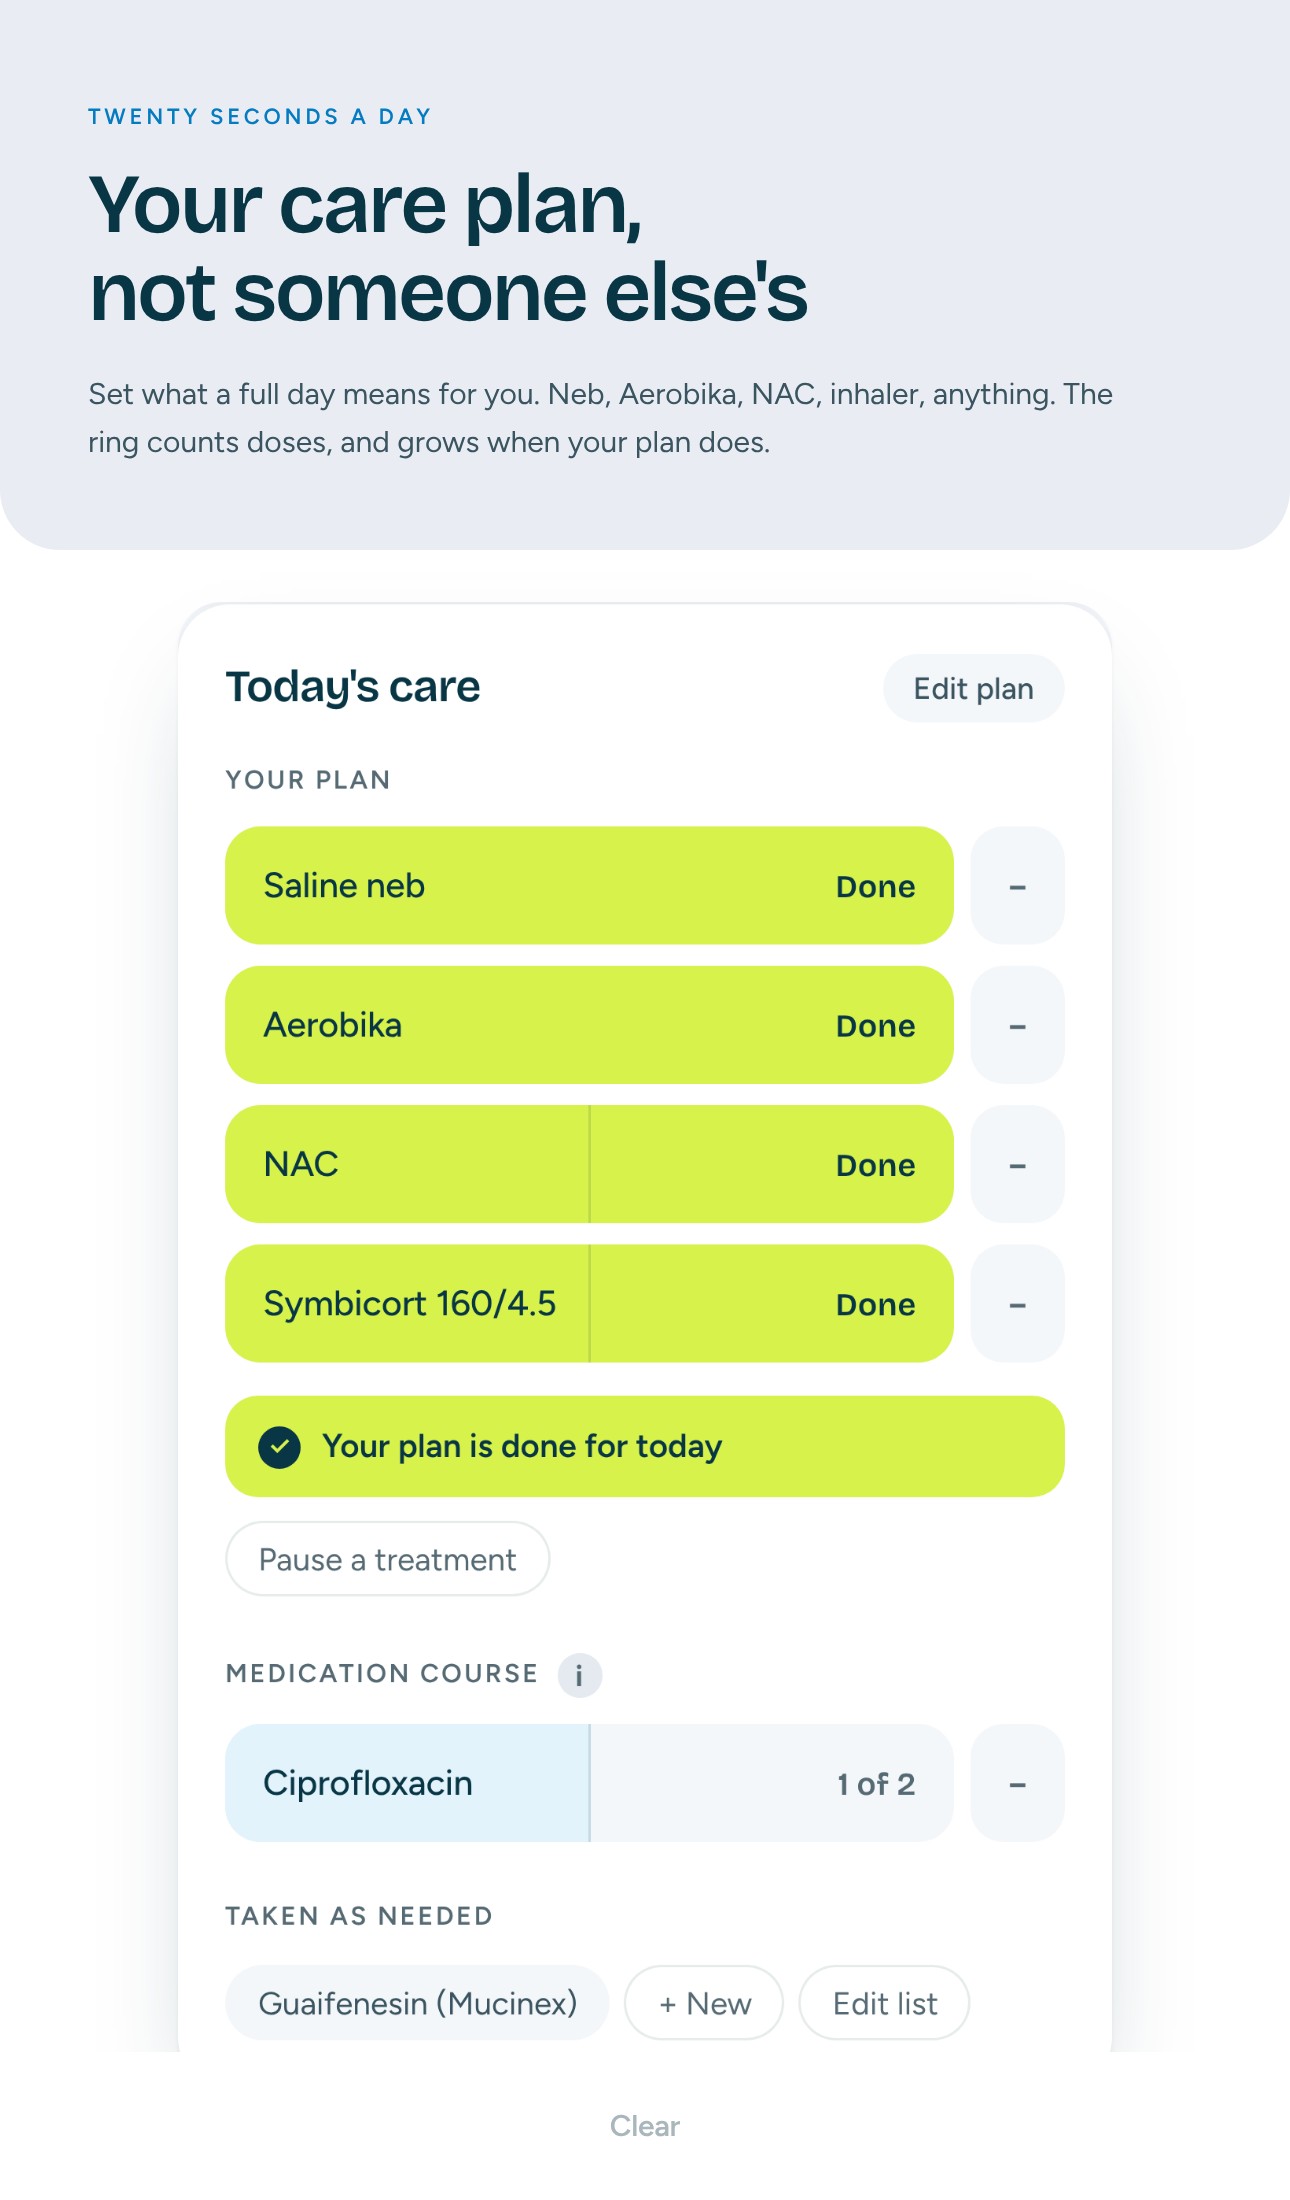 TWENTY SECONDS A DAY
Your care plan,
not someone else's
Set what a full day means for you. Neb, Aerobika, NAC, inhaler, anything. The
ring counts doses, and grows when your plan does.
Today's care
Edit plan
YOUR PLAN
Saline neb Done –
Aerobika Done –
NAC Done –
Symbicort 160/4.5 Done –
Your plan is done for today
Pause a treatment
MEDICATION COURSE i
Ciprofloxacin 1 of 2 –
TAKEN AS NEEDED
Guaifenesin (Mucinex) + New Edit list
Clear